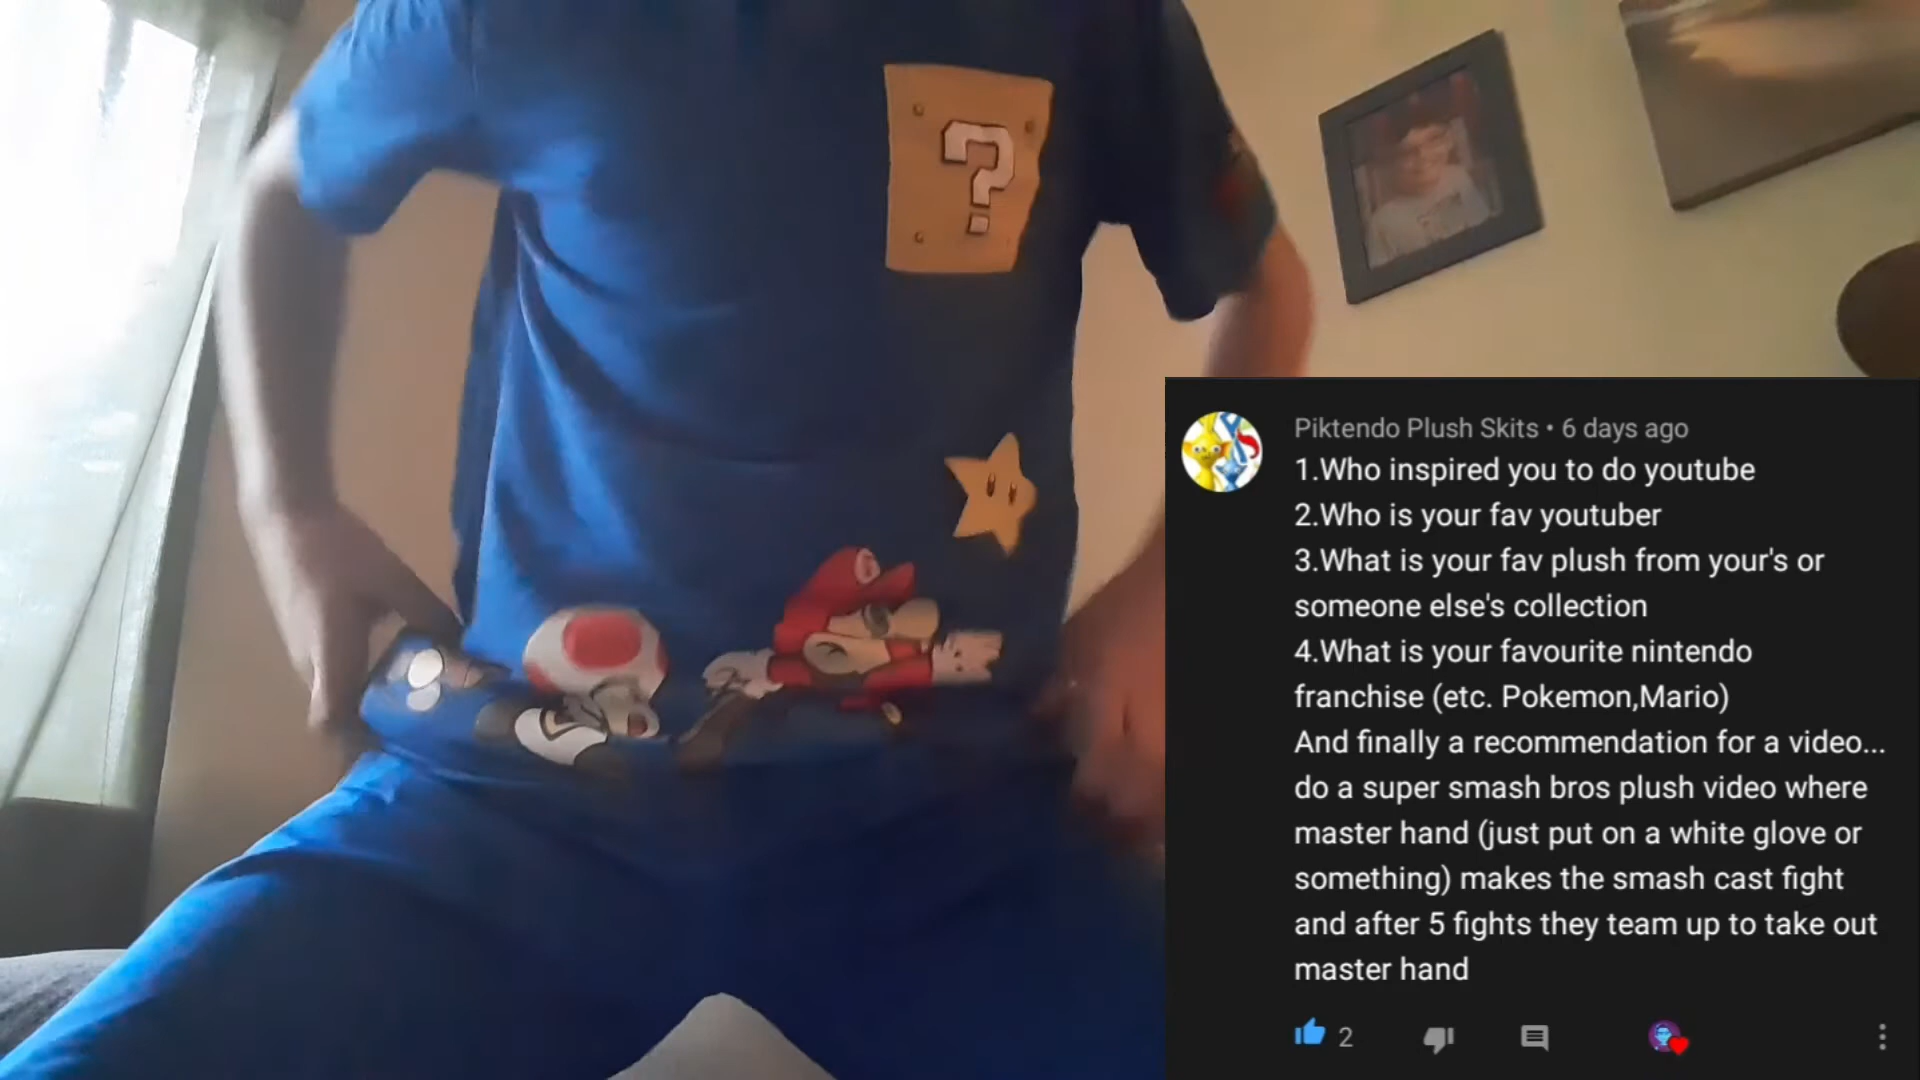 ?
Piktendo Plush Skits • 6 days ago
1.Who inspired you to do youtube
2.Who is your fav youtuber
3.What is your fav plush from your's or
someone else's collection
4.What is your favourite nintendo
franchise (etc. Pokemon,Mario)
And finally a recommendation for a video...
do a super smash bros plush video where
master hand (just put on a white glove or
something) makes the smash cast fight
and after 5 fights they team up to take out
master hand
2